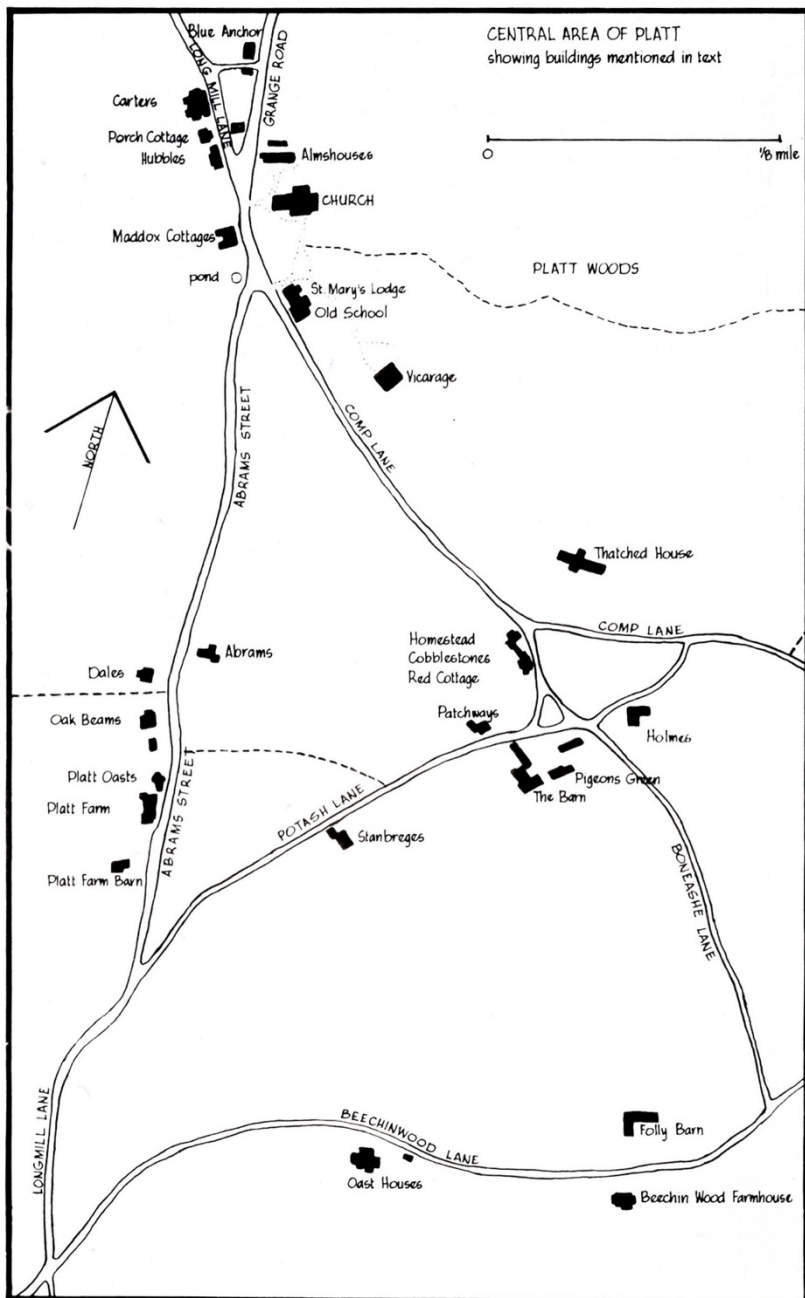 CENTRAL AREA OF PLATT
showing buildings mentioned in text
0 1/8 mile
Blue Anchor
LONG MILL LANE
GRANGE ROAD
Carters
Porch Cottage
Hubbles
Almshouses
CHURCH
Maddox Cottages
pond
PLATT WOODS
St. Mary's Lodge
Old School
Vicarage
ABRAMS STREET
COMP LANE
NORTH
Thatched House
COMP LANE
Homestead
Cobblestones
Red Cottage
Abrams
Dales
Oak Beams
Patchways
Holmes
Platt Oasts
Pigeons Green
The Barn
Platt Farm
ABRAMS STREET
POTASH LANE
Stanbreges
Platt Farm Barn
BONEASHE LANE
LONGMILL LANE
BEECHINWOOD LANE
Folly Barn
Oast Houses
Beechin Wood Farmhouse